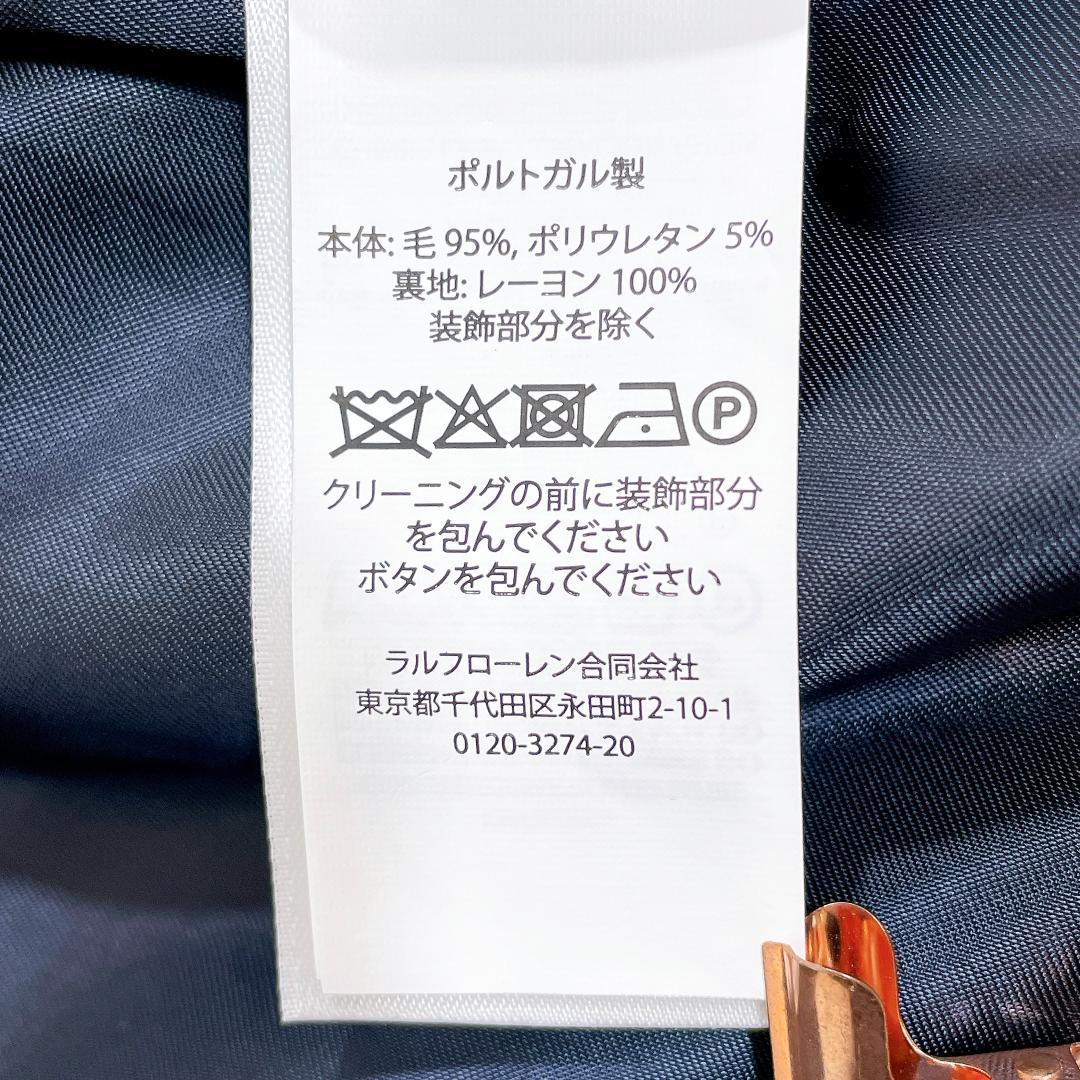 ポルトガル製
本体: 毛 95%, ポリウレタン 5%
裏地: レーヨン 100%
装飾部分を除く
P
クリーニングの前に装飾部分
を包んでください
ボタンを包んでください
ラルフローレン合同会社
東京都千代田区永田町2-10-1
0120-3274-20